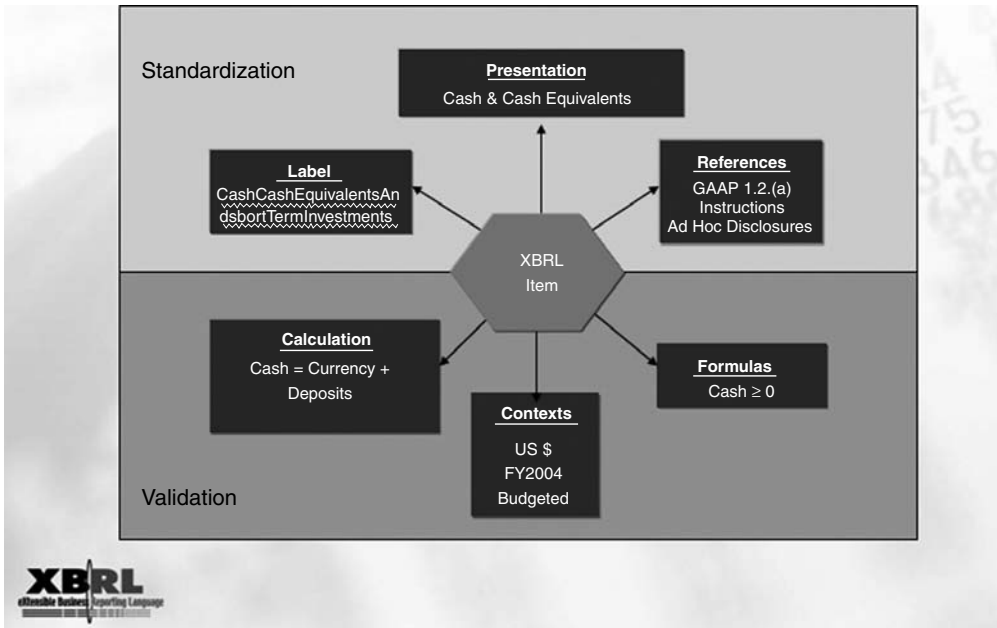 Standardization
Presentation
Cash & Cash Equivalents
Label
CashCashEquivalentsAn
dsbortTermInvestments
References
GAAP 1.2.(a)
Instructions
Ad Hoc Disclosures
XBRL
Item
Calculation
Cash = Currency +
Deposits
Contexts
US $
FY2004
Budgeted
Formulas
Cash ≥ 0
Validation
XBRL
eXtensible Business Reporting Language